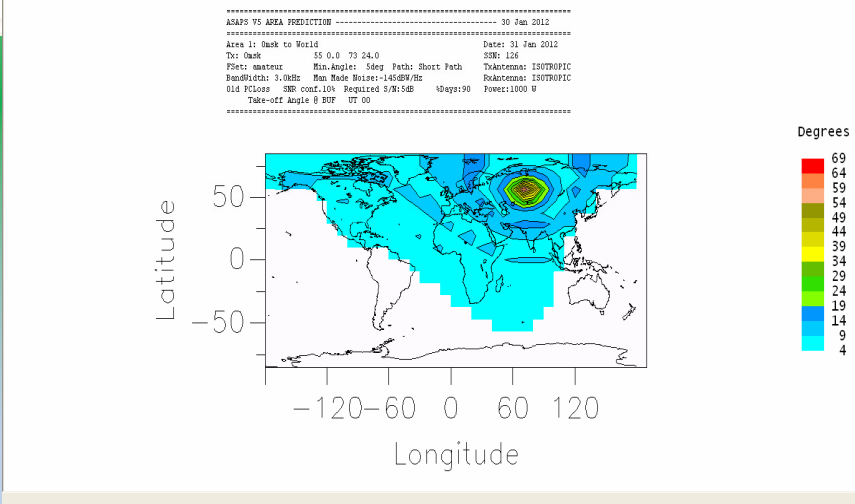 ASAPS V5 AREA PREDICTION ----------------------------------- 30 Jan 2012
Area 1: Omsk to World Date: 31 Jan 2012
Tx: Omsk 55 0.0 73 24.0 SSN: 126
FSet: amateur Min.Angle: 5deg Path: Short Path TxAntenna: ISOTROPIC
BandWidth: 3.0kHz Man Made Noise:-145dBW/Hz RxAntenna: ISOTROPIC
Old PCLoss SNR conf.10% Required S/N:5dB %Days:90 Power:1000 W
Take-off Angle @ BUF UT 00
Degrees
69
64
59
54
49
44
39
34
29
24
19
14
9
4
Latitude
50
0
−50
−120 −60 0 60 120
Longitude